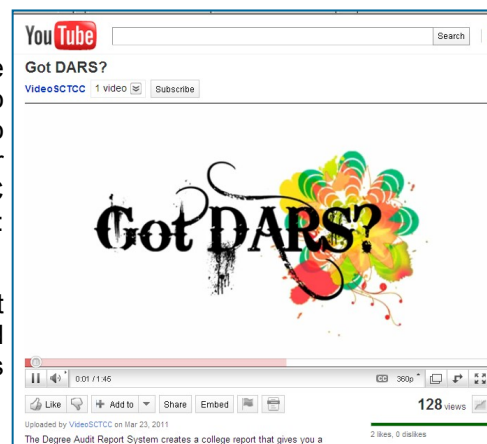 You Tube
Search
Got DARS?
VideoSCTCC 1 video Subscribe
Got DARS?
0:01 / 1:46
CC 360p
Like + Add to Share Embed
128 views
Uploaded by VideoSCTCC on Mar 23, 2011
2 likes, 0 dislikes
The Degree Audit Report System creates a college report that gives you a